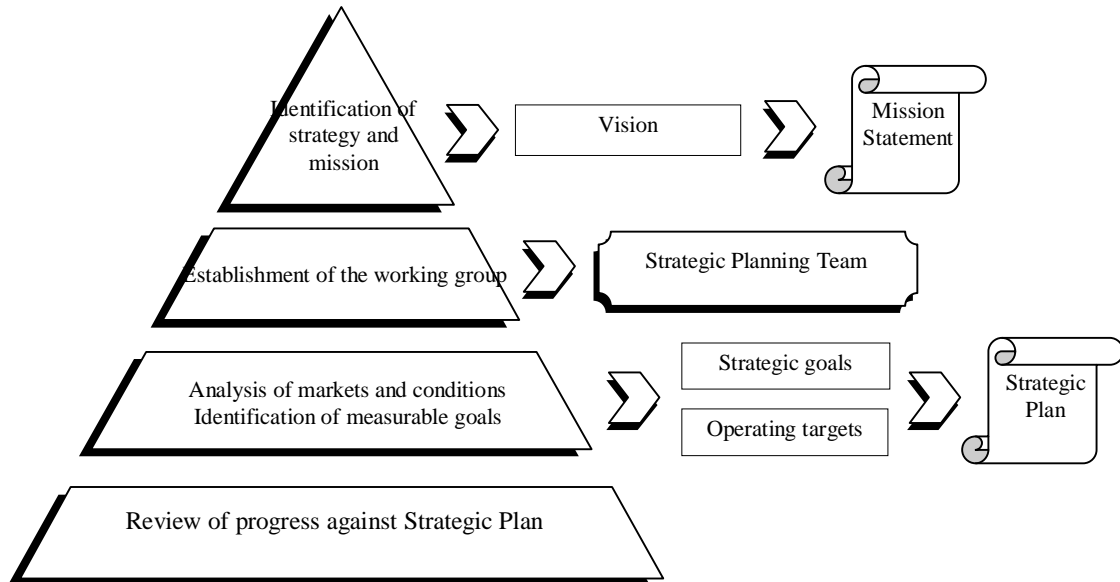 Identification of
strategy and
mission
Vision
Mission
Statement
Establishment of the working group
Strategic Planning Team
Analysis of markets and conditions
Identification of measurable goals
Strategic goals
Operating targets
Strategic
Plan
Review of progress against Strategic Plan